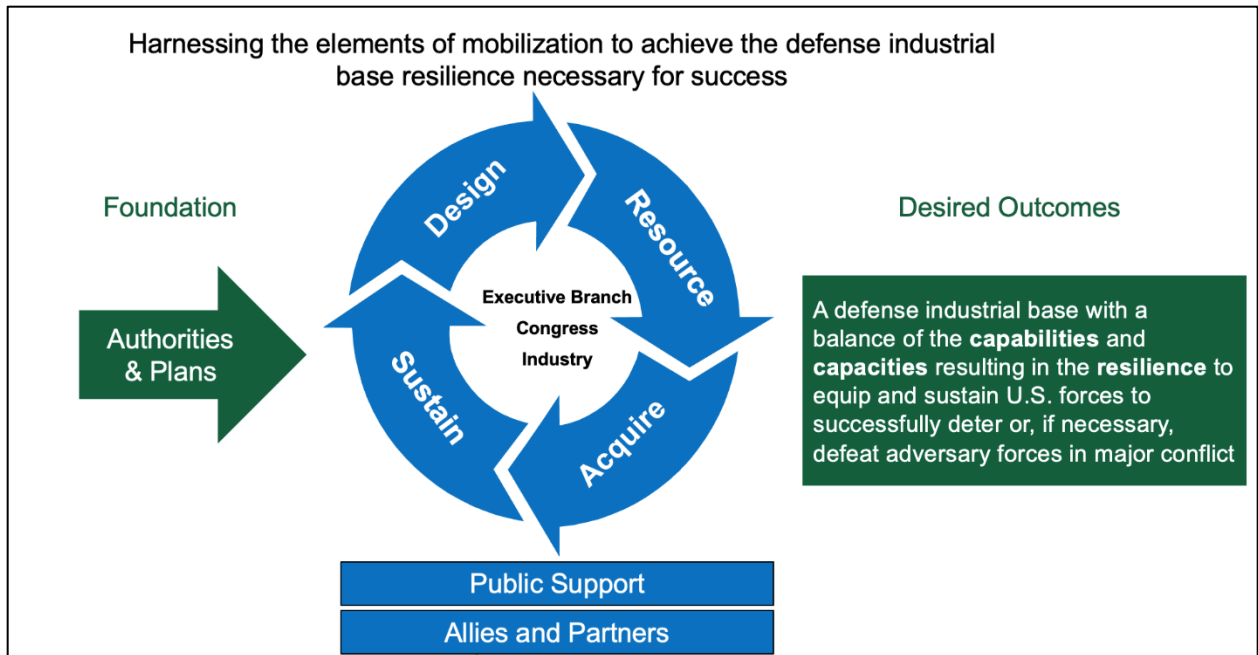 Harnessing the elements of mobilization to achieve the defense industrial
base resilience necessary for success
Foundation
Authorities
& Plans
Design
Resource
Acquire
Sustain
Executive Branch
Congress
Industry
Public Support
Allies and Partners
Desired Outcomes
A defense industrial base with a
balance of the capabilities and
capacities resulting in the resilience to
equip and sustain U.S. forces to
successfully deter or, if necessary,
defeat adversary forces in major conflict